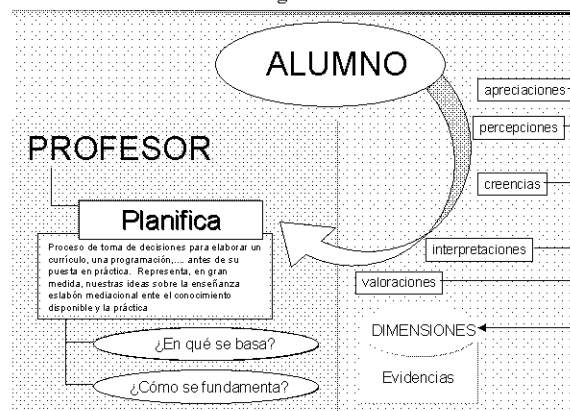 ALUMNO
apreciaciones
percepciones
creencias
interpretaciones
valoraciones
PROFESOR
Planifica
Proceso de toma de decisiones para elaborar un
currículo, una programación,.... antes de su
puesta en práctica. Representa, en gran
medida, nuestras ideas sobre la enseñanza
eslabón mediacional ente el conocimiento
disponible y la práctica
¿En qué se basa?
¿Cómo se fundamenta?
DIMENSIONES
Evidencias